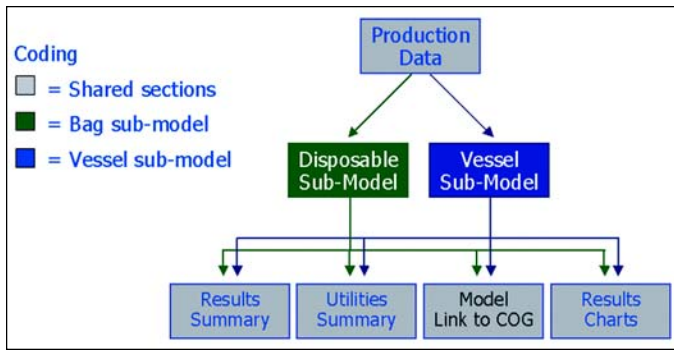 Production
Data
Coding
= Shared sections
= Bag sub-model
= Vessel sub-model
Disposable
Sub-Model
Vessel
Sub-Model
Results
Summary
Utilities
Summary
Model
Link to COG
Results
Charts